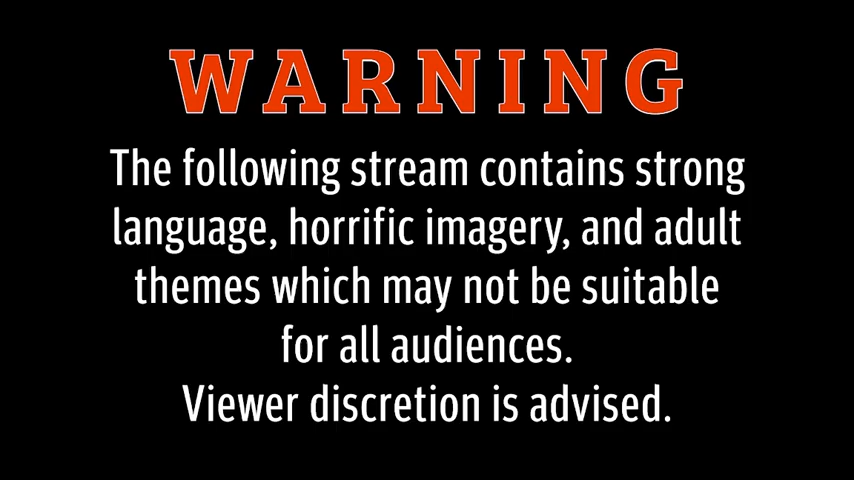 WARNING
The following stream contains strong
language, horrific imagery, and adult
themes which may not be suitable
for all audiences.
Viewer discretion is advised.